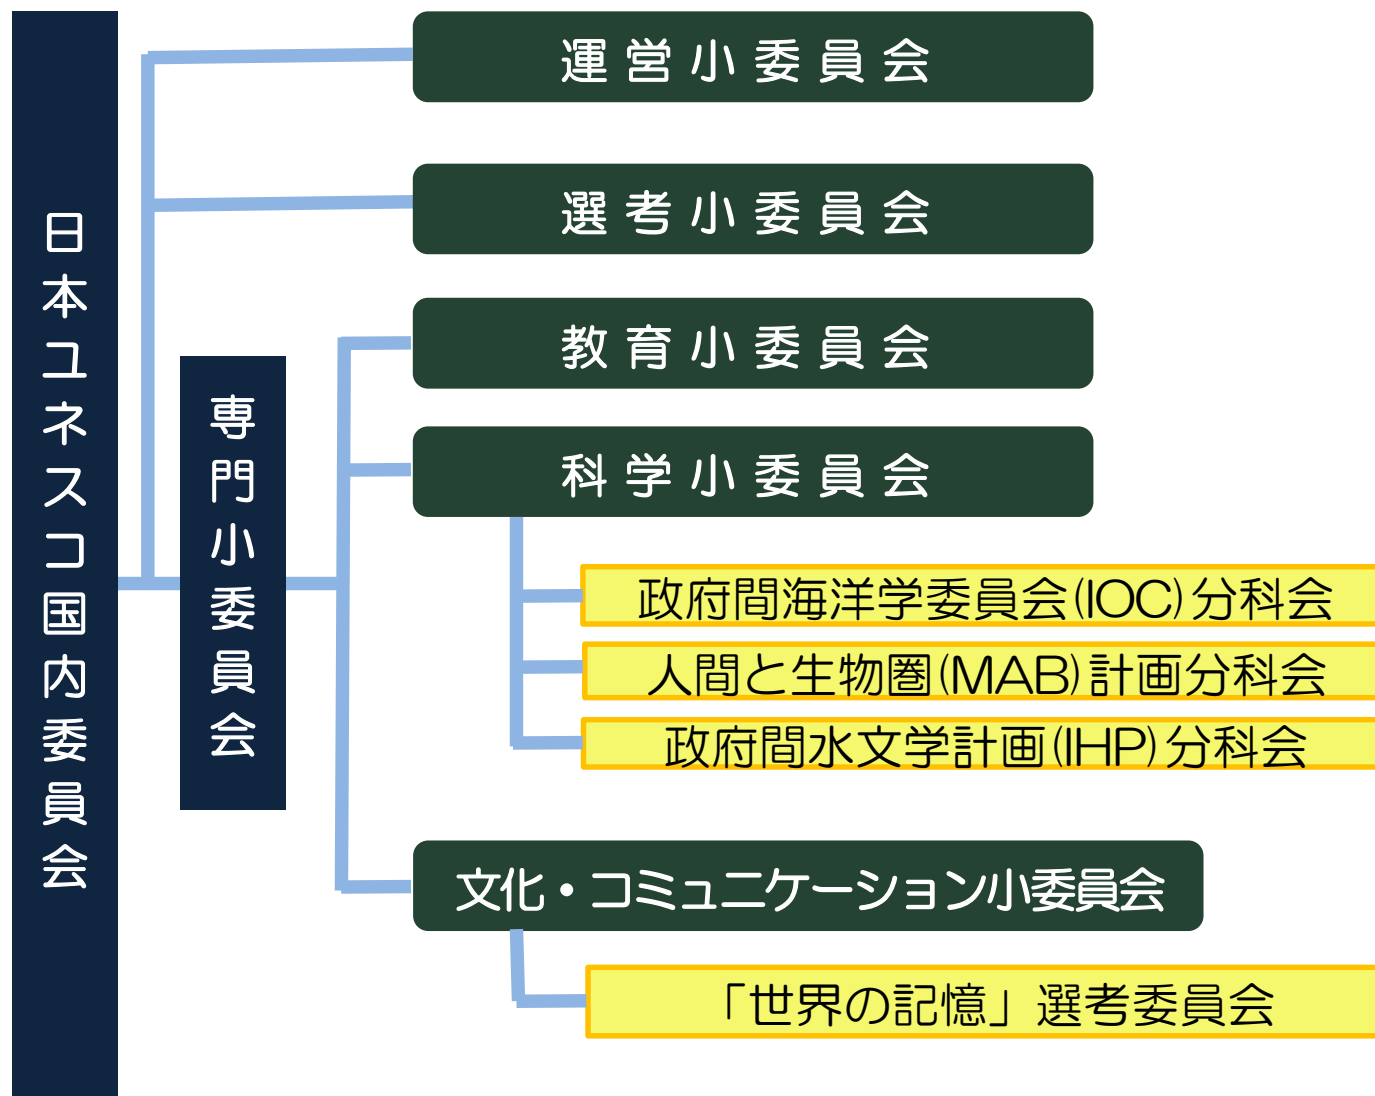 日本ユネスコ国内委員会
運営小委員会
選考小委員会
専門小委員会
教育小委員会
科学小委員会
政府間海洋学委員会(IOC)分科会
人間と生物圏(MAB)計画分科会
政府間水文学計画(IHP)分科会
文化・コミュニケーション小委員会
「世界の記憶」選考委員会